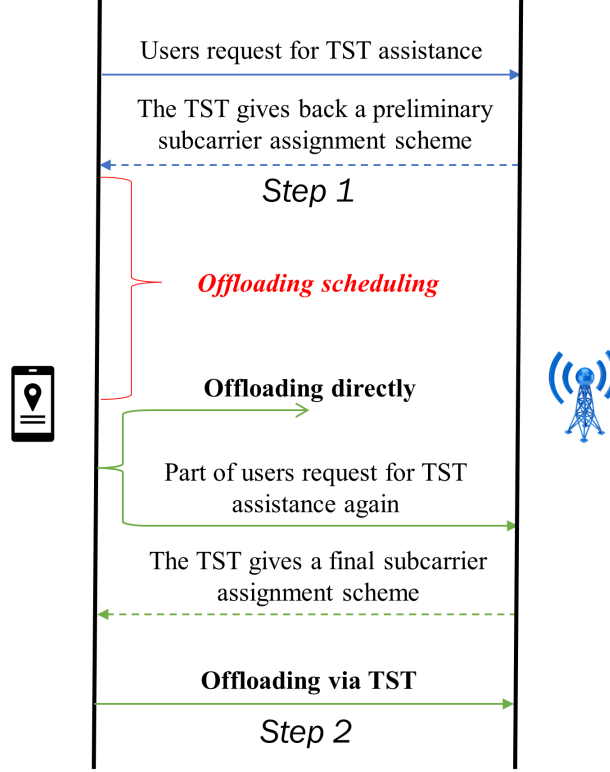 Users request for TST assistance
The TST gives back a preliminary
subcarrier assignment scheme
Step 1
Offloading scheduling
Offloading directly
Part of users request for TST
assistance again
The TST gives a final subcarrier
assignment scheme
Offloading via TST
Step 2